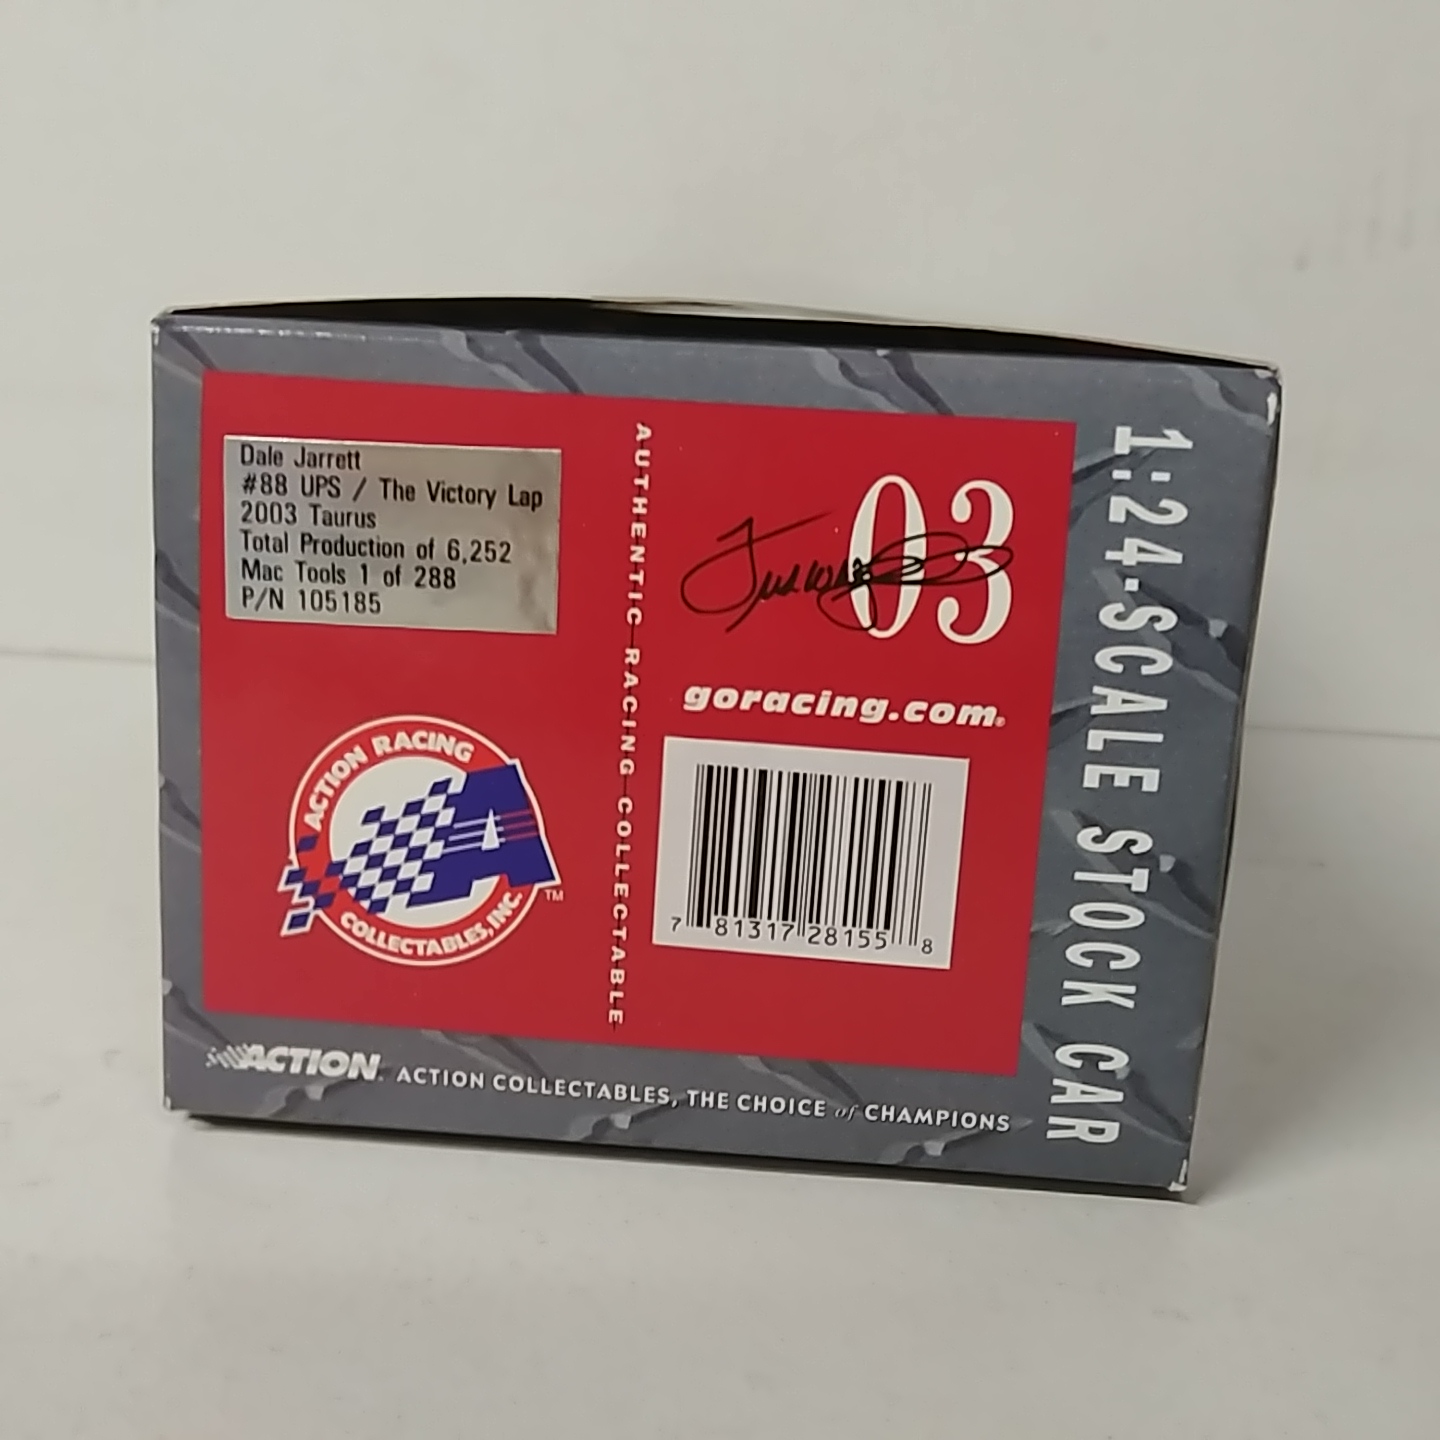 Dale Jarrett
#88 UPS / The Victory Lap
2003 Taurus
Total Production of 6,252
Mac Tools 1 of 288
P/N 105185
ACTION RACING
COLLECTABLES, INC.
TM
AUTHENTIC RACING COLLECTABLE
03
goracing.com®
7 81317 28155 8
1:24-SCALE STOCK CAR
ACTION. ACTION COLLECTABLES, THE CHOICE of CHAMPIONS